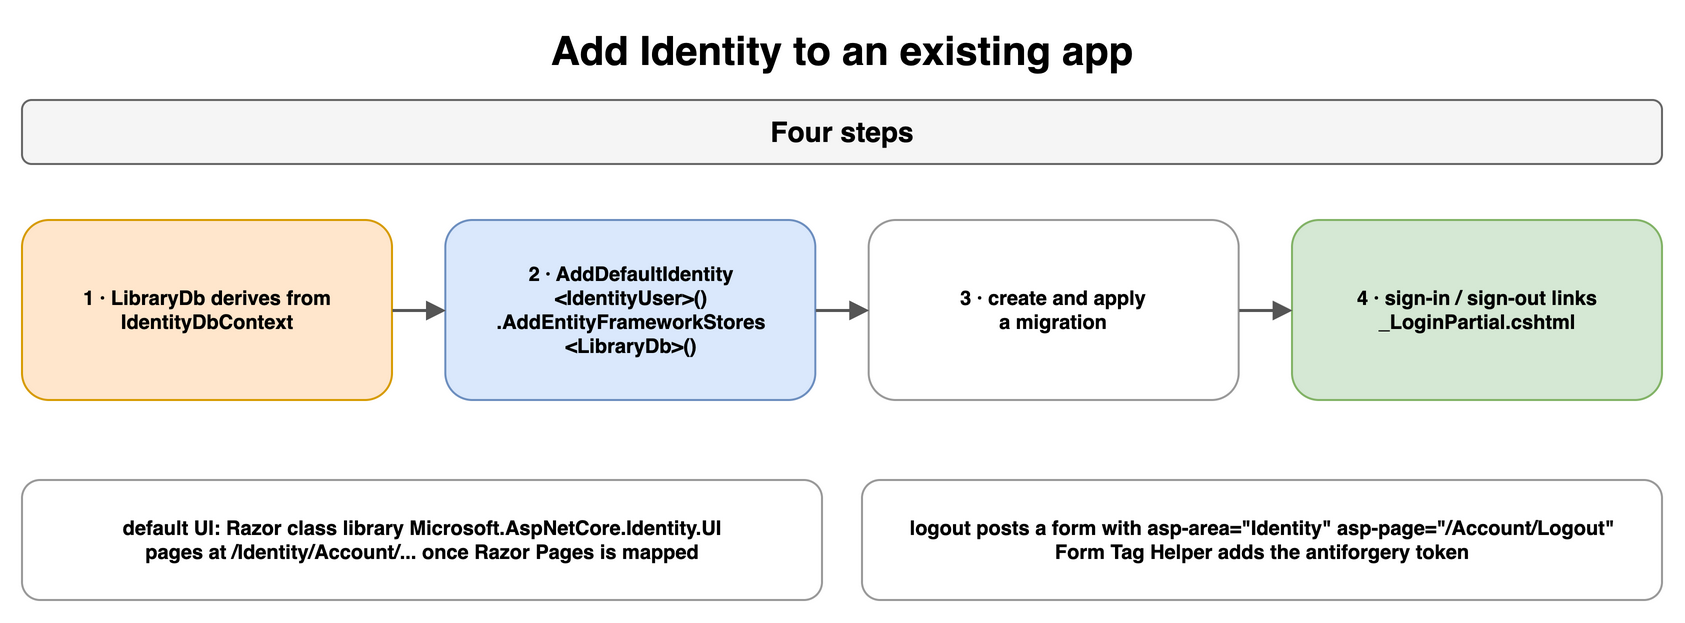 Add Identity to an existing app
Four steps
1 · LibraryDb derives from
IdentityDbContext
2 · AddDefaultIdentity
<IdentityUser>()
.AddEntityFrameworkStores
<LibraryDb>()
3 · create and apply
a migration
4 · sign-in / sign-out links
_LoginPartial.cshtml
default UI: Razor class library Microsoft.AspNetCore.Identity.UI
pages at /Identity/Account/... once Razor Pages is mapped
logout posts a form with asp-area="Identity" asp-page="/Account/Logout"
Form Tag Helper adds the antiforgery token